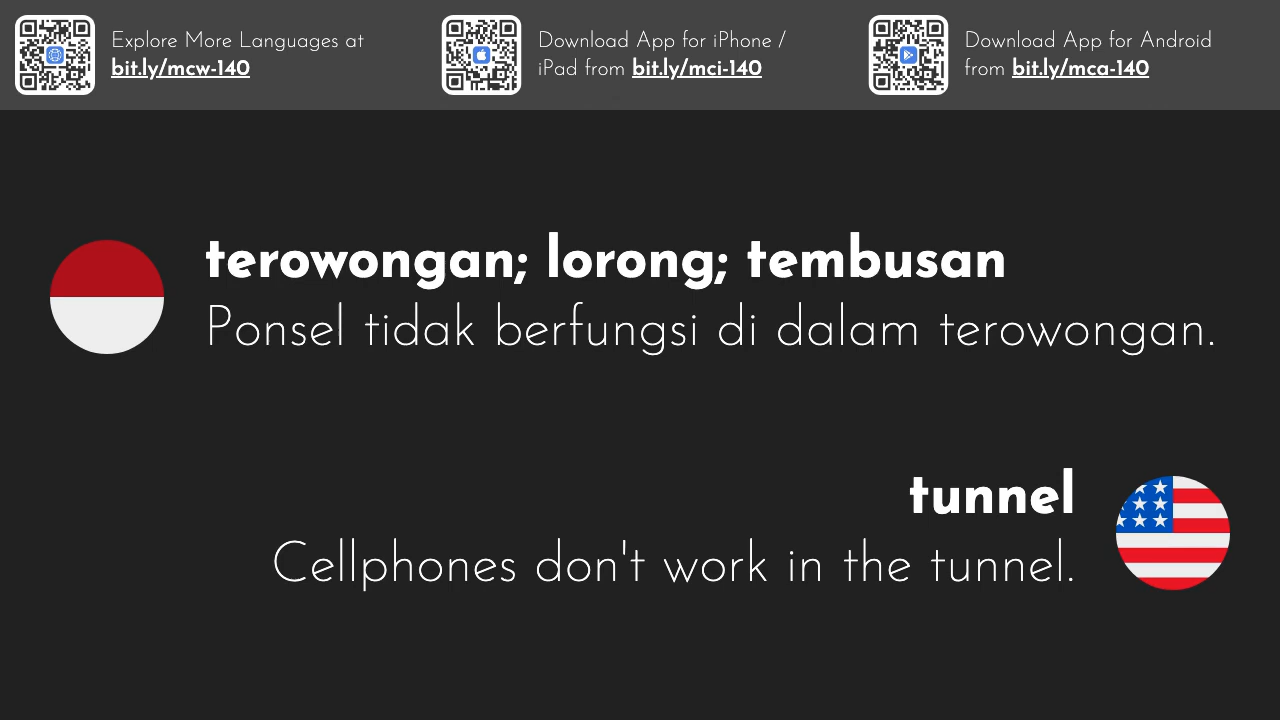 Explore More Languages at
bit.ly/mcw-140
Download App for iPhone /
iPad from bit.ly/mci-140
Download App for Android
from bit.ly/mca-140
terowongan; lorong; tembusan
Ponsel tidak berfungsi di dalam terowongan.
tunnel
Cellphones don't work in the tunnel.